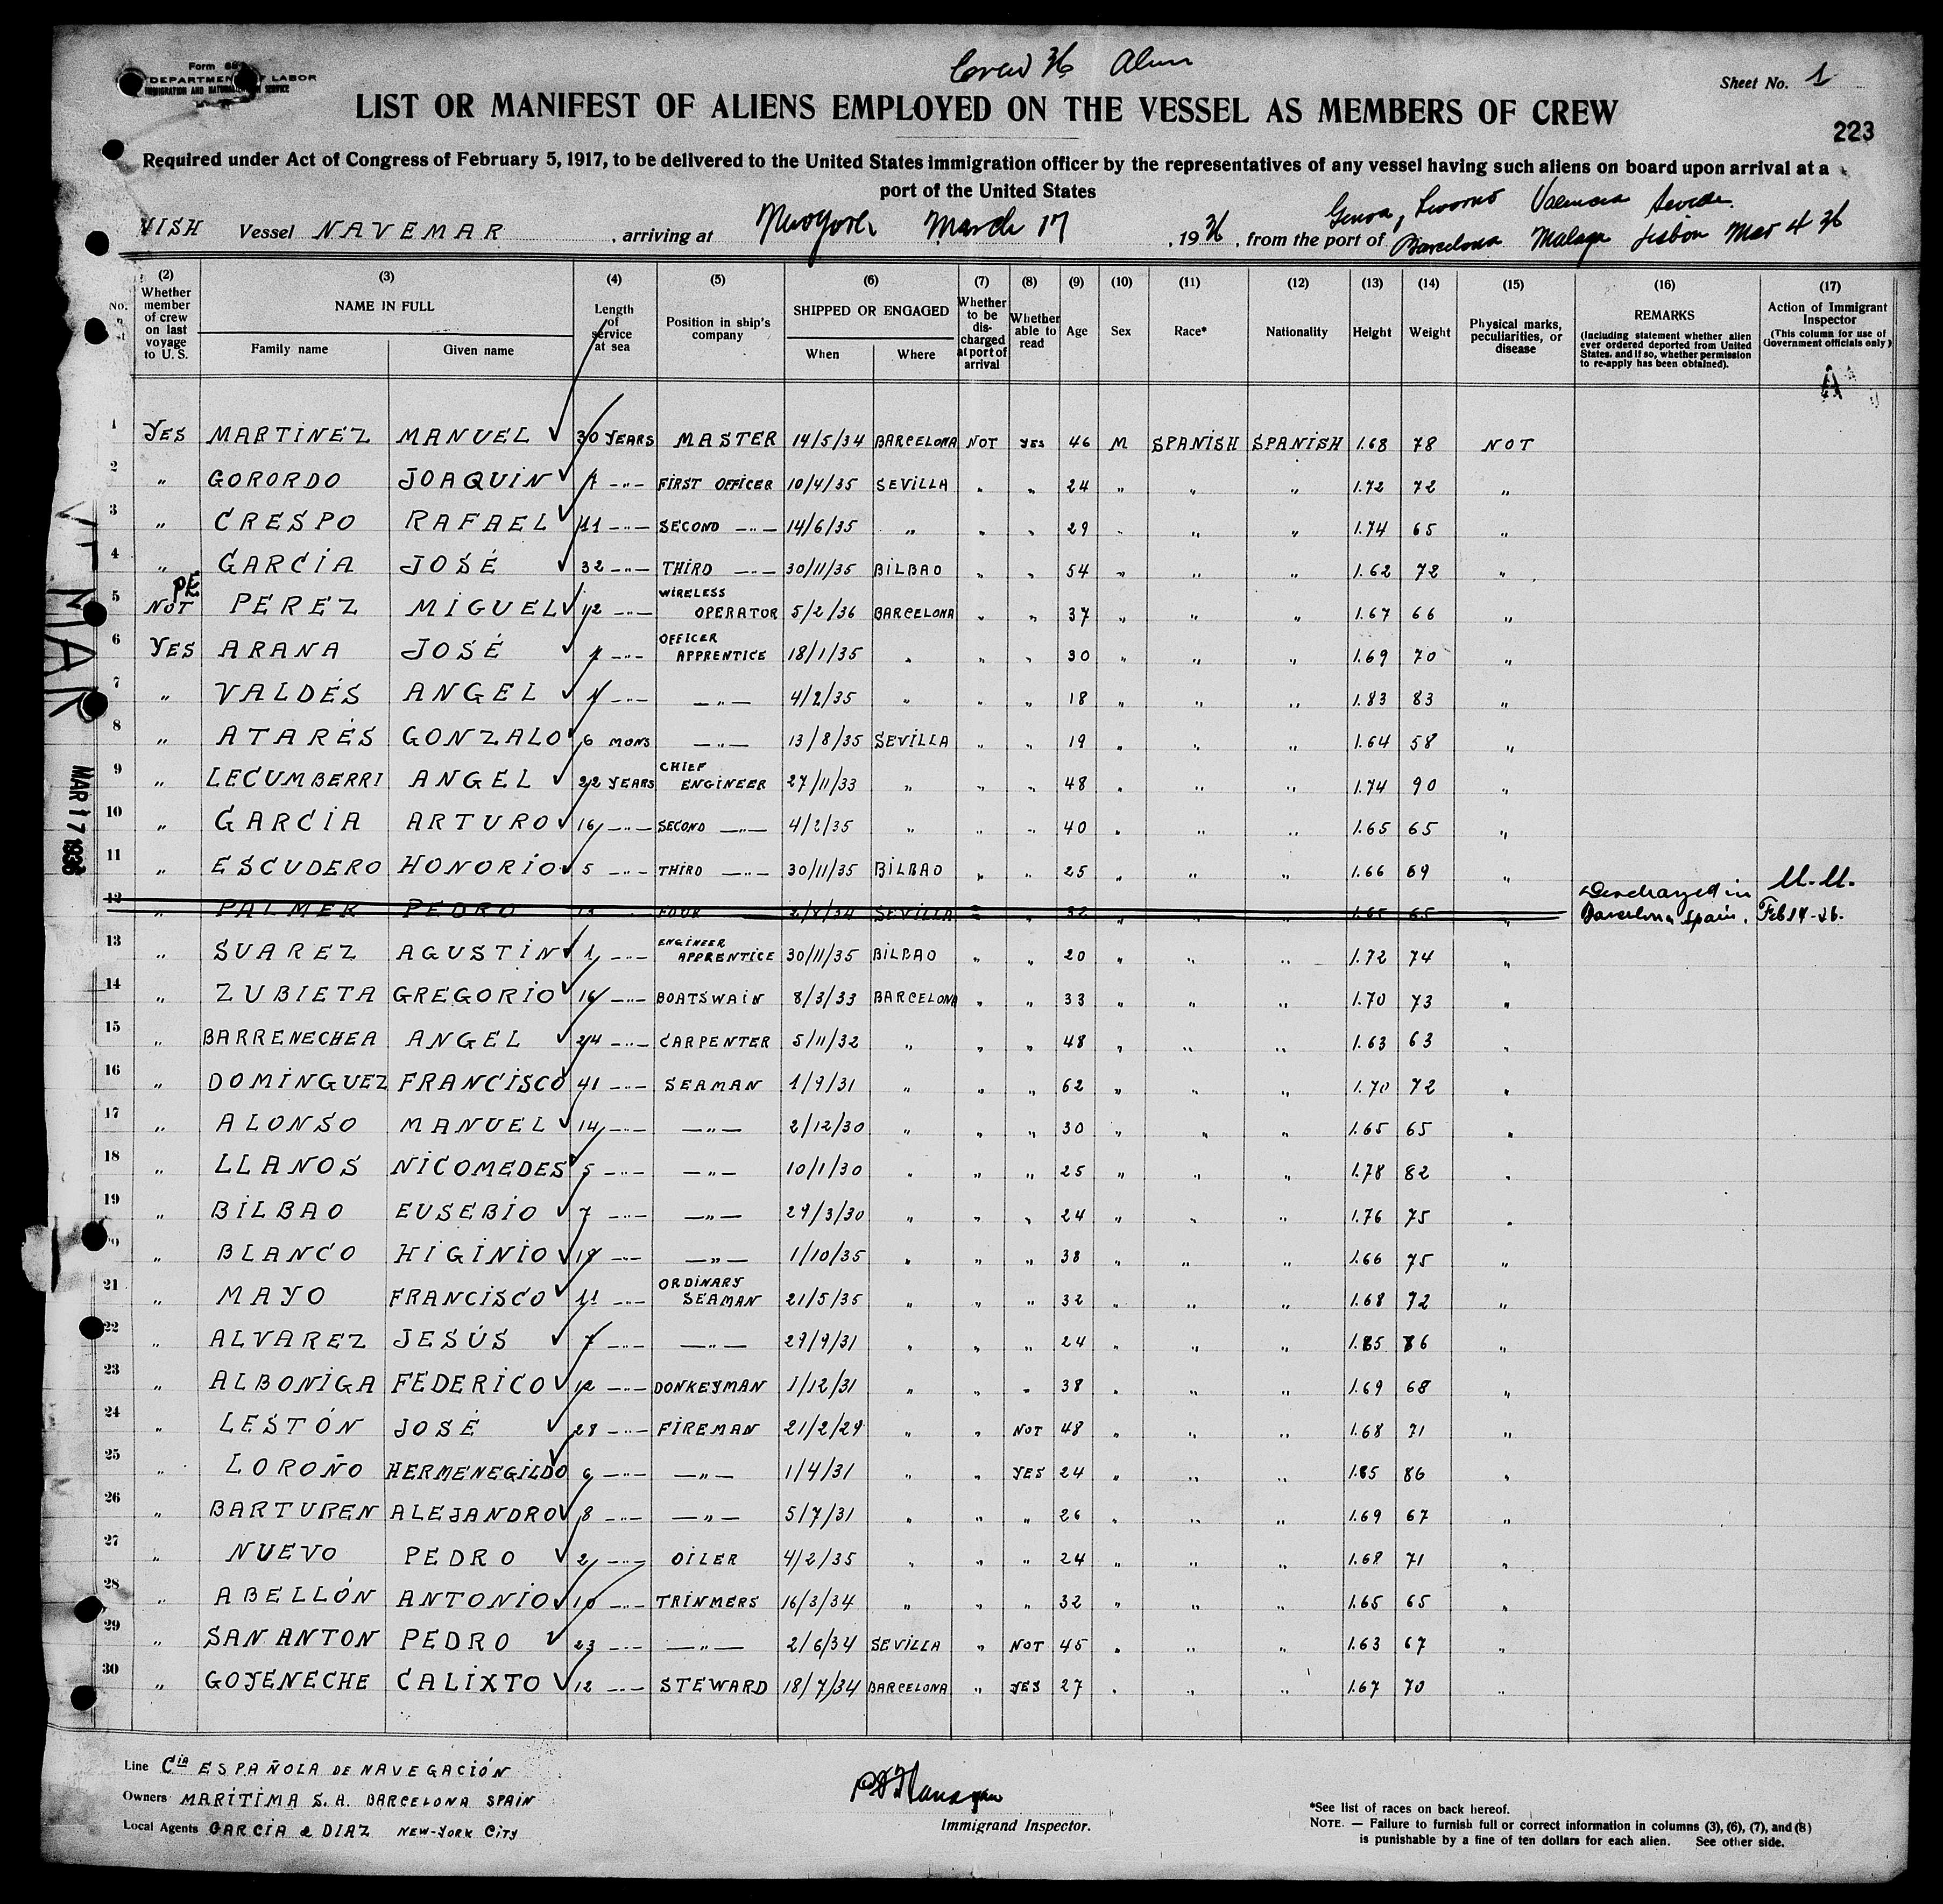 Crew 36 Alien
Form 68
DEPARTMENT OF LABOR
IMMIGRATION AND NATURALIZATION SERVICE
Sheet No. 1
LIST OR MANIFEST OF ALIENS EMPLOYED ON THE VESSEL AS MEMBERS OF CREW
223
Required under Act of Congress of February 5, 1917, to be delivered to the United States immigration officer by the representatives of any vessel having such aliens on board upon arrival at a
port of the United States
Genoa, Livorno Valencia
NISH Vessel NAVEMAR, arriving at New York March 17, 1936, from the port of Barcelona Malaga Lisbon Mar 4 36
(2) Whether member of crew on last voyage to U. S. (3) NAME IN FULL Family name Given name (4) Length of service at sea (5) Position in ship's company (6) SHIPPED OR ENGAGED When Where (7) Whether to be discharged at port of arrival (8) Whether able to read (9) Age (10) Sex (11) Race* (12) Nationality (13) Height (14) Weight (15) Physical marks, peculiarities, or disease (16) REMARKS (including statement whether alien ever ordered deported from United States, and if so, whether permission to re-apply has been obtained). (17) Action of Immigrant Inspector (This column for use of Government officials only)
1 YES MARTINEZ MANUEL 30 YEARS MASTER 14/5/34 BARCELONA NOT YES 46 M SPANISH SPANISH 1.68 78 NOT
2 " GORORDO JOAQUIN -"- FIRST OFFICER 10/4/35 SEVILLA " " 24 " " " 1.72 72 "
3 " CRESPO RAFAEL 11 -"- SECOND -"- 14/6/35 " " " 29 " " " 1.74 65 "
4 " GARCIA JOSÉ 32 -"- THIRD -"- 30/11/35 BILBAO " " 54 " " " 1.62 72 "
5 PE NOT PEREZ MIGUEL 12 -"- WIRELESS OPERATOR 5/2/36 BARCELONA " " 37 " " " 1.67 66 "
6 YES ARANA JOSÉ -"- OFFICER APPRENTICE 18/1/35 " " " 30 " " " 1.69 70 "
7 " VALDÉS ANGEL -"- -"- 4/2/35 " " " 18 " " " 1.83 83 "
8 " ATARÉS GONZALO 6 MONS -"- 13/8/35 SEVILLA " " 19 " " " 1.64 58 "
9 " LECUMBERRI ANGEL 22 YEARS CHIEF ENGINEER 27/11/33 " " " 48 " " " 1.74 90 "
10 " GARCIA ARTURO 16 -"- SECOND -"- 4/2/35 " " " 40 " " " 1.65 65 "
11 " ESCUDERO HONORIO 5 -"- THIRD -"- 30/11/35 BILBAO " " 25 " " " 1.66 69 "
12 " PALMER PEDRO 13 FOUR SEVILLA " " 32 " " " 1.65 65 " Discharged in Barcelona, Spain. Feb 14-36.
13 " SUAREZ AGUSTIN 1 -"- ENGINEER APPRENTICE 30/11/35 BILBAO " " 20 " " " 1.72 74 "
14 " ZUBIETA GREGORIO 16 -"- BOATSWAIN 8/3/33 BARCELONA " " 33 " " " 1.70 73 "
15 " BARRENECHEA ANGEL 24 -"- CARPENTER 5/11/32 " " " 48 " " " 1.63 63 "
16 " DOMINGUEZ FRANCISCO 41 -"- SEAMAN 1/9/31 " " " 62 " " " 1.70 72 "
17 " ALONSO MANUEL 14 -"- -"- 2/12/30 " " " 30 " " " 1.65 65 "
18 " LLANOS NICOMEDES 5 -"- -"- 10/1/30 " " " 25 " " " 1.78 82 "
19 " BILBAO EUSEBIO 7 -"- -"- 29/3/30 " " " 24 " " " 1.76 75 "
20 " BLANCO HIGINIO -"- -"- 1/10/35 " " " 38 " " " 1.66 75 "
21 " MAYO FRANCISCO 11 -"- ORDINARY SEAMAN 21/5/35 " " " 32 " " " 1.68 72 "
22 " ALVAREZ JESÚS 7 -"- -"- 29/9/31 " " " 24 " " " 1.85 86 "
23 " ALBONIGA FEDERICO 12 -"- DONKEYMAN 1/12/31 " " " 38 " " " 1.69 68 "
24 " LESTÓN JOSÉ 28 -"- FIREMAN 21/2/29 " " NOT 48 " " " 1.68 71 "
25 " LOROÑO HERMENEGILDO 6 -"- -"- 1/4/31 " " YES 24 " " " 1.85 86 "
26 " BARTUREN ALEJANDRO 8 -"- -"- 5/7/31 " " " 26 " " " 1.69 67 "
27 " NUEVO PEDRO 2 -"- OILER 4/2/35 " " " 24 " " " 1.68 71 "
28 " ABELLÓN ANTONIO 10 -"- TRINMERS 16/3/34 " " " 32 " " " 1.65 65 "
29 " SAN ANTON PEDRO 23 -"- -"- 2/6/34 SEVILLA " NOT 45 " " " 1.63 67 "
30 " GOYENECHE CALIXTO 12 -"- STEWARD 18/7/34 BARCELONA " YES 27 " " " 1.67 70 "
MAR 17 1936
Line Cia ESPAÑOLA DE NAVEGACIÓN
Owners MARITIMA S. A. BARCELONA SPAIN
Local Agents GARCIA & DIAZ NEW-YORK CITY
Immigrand Inspector.
*See list of races on back hereof.
NOTE. — Failure to furnish full or correct information in columns (3), (6), (7), and (8)
is punishable by a fine of ten dollars for each alien. See other side.